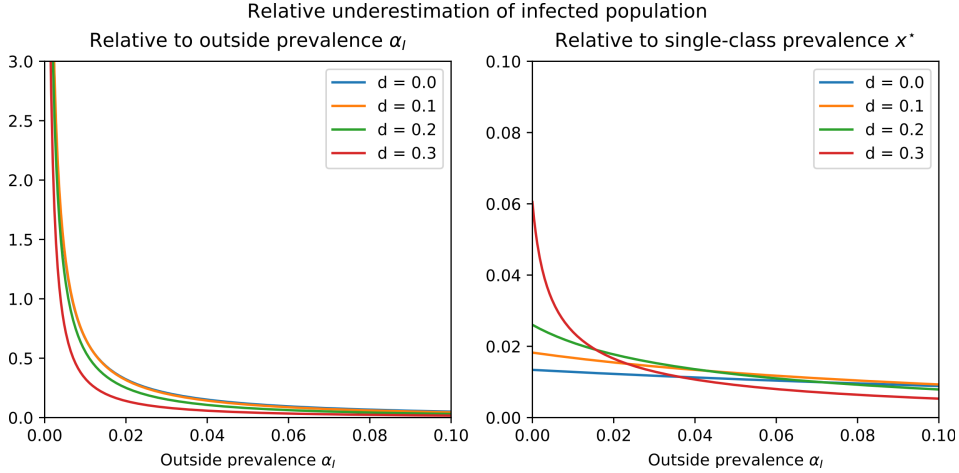 Relative underestimation of infected population
Relative to outside prevalence α_I
3.0
2.5
2.0
1.5
1.0
0.5
0.0
0.00 0.02 0.04 0.06 0.08 0.10
Outside prevalence α_I
d = 0.0
d = 0.1
d = 0.2
d = 0.3
Relative to single-class prevalence x*
0.10
0.08
0.06
0.04
0.02
0.00
0.00 0.02 0.04 0.06 0.08 0.10
Outside prevalence α_I
d = 0.0
d = 0.1
d = 0.2
d = 0.3